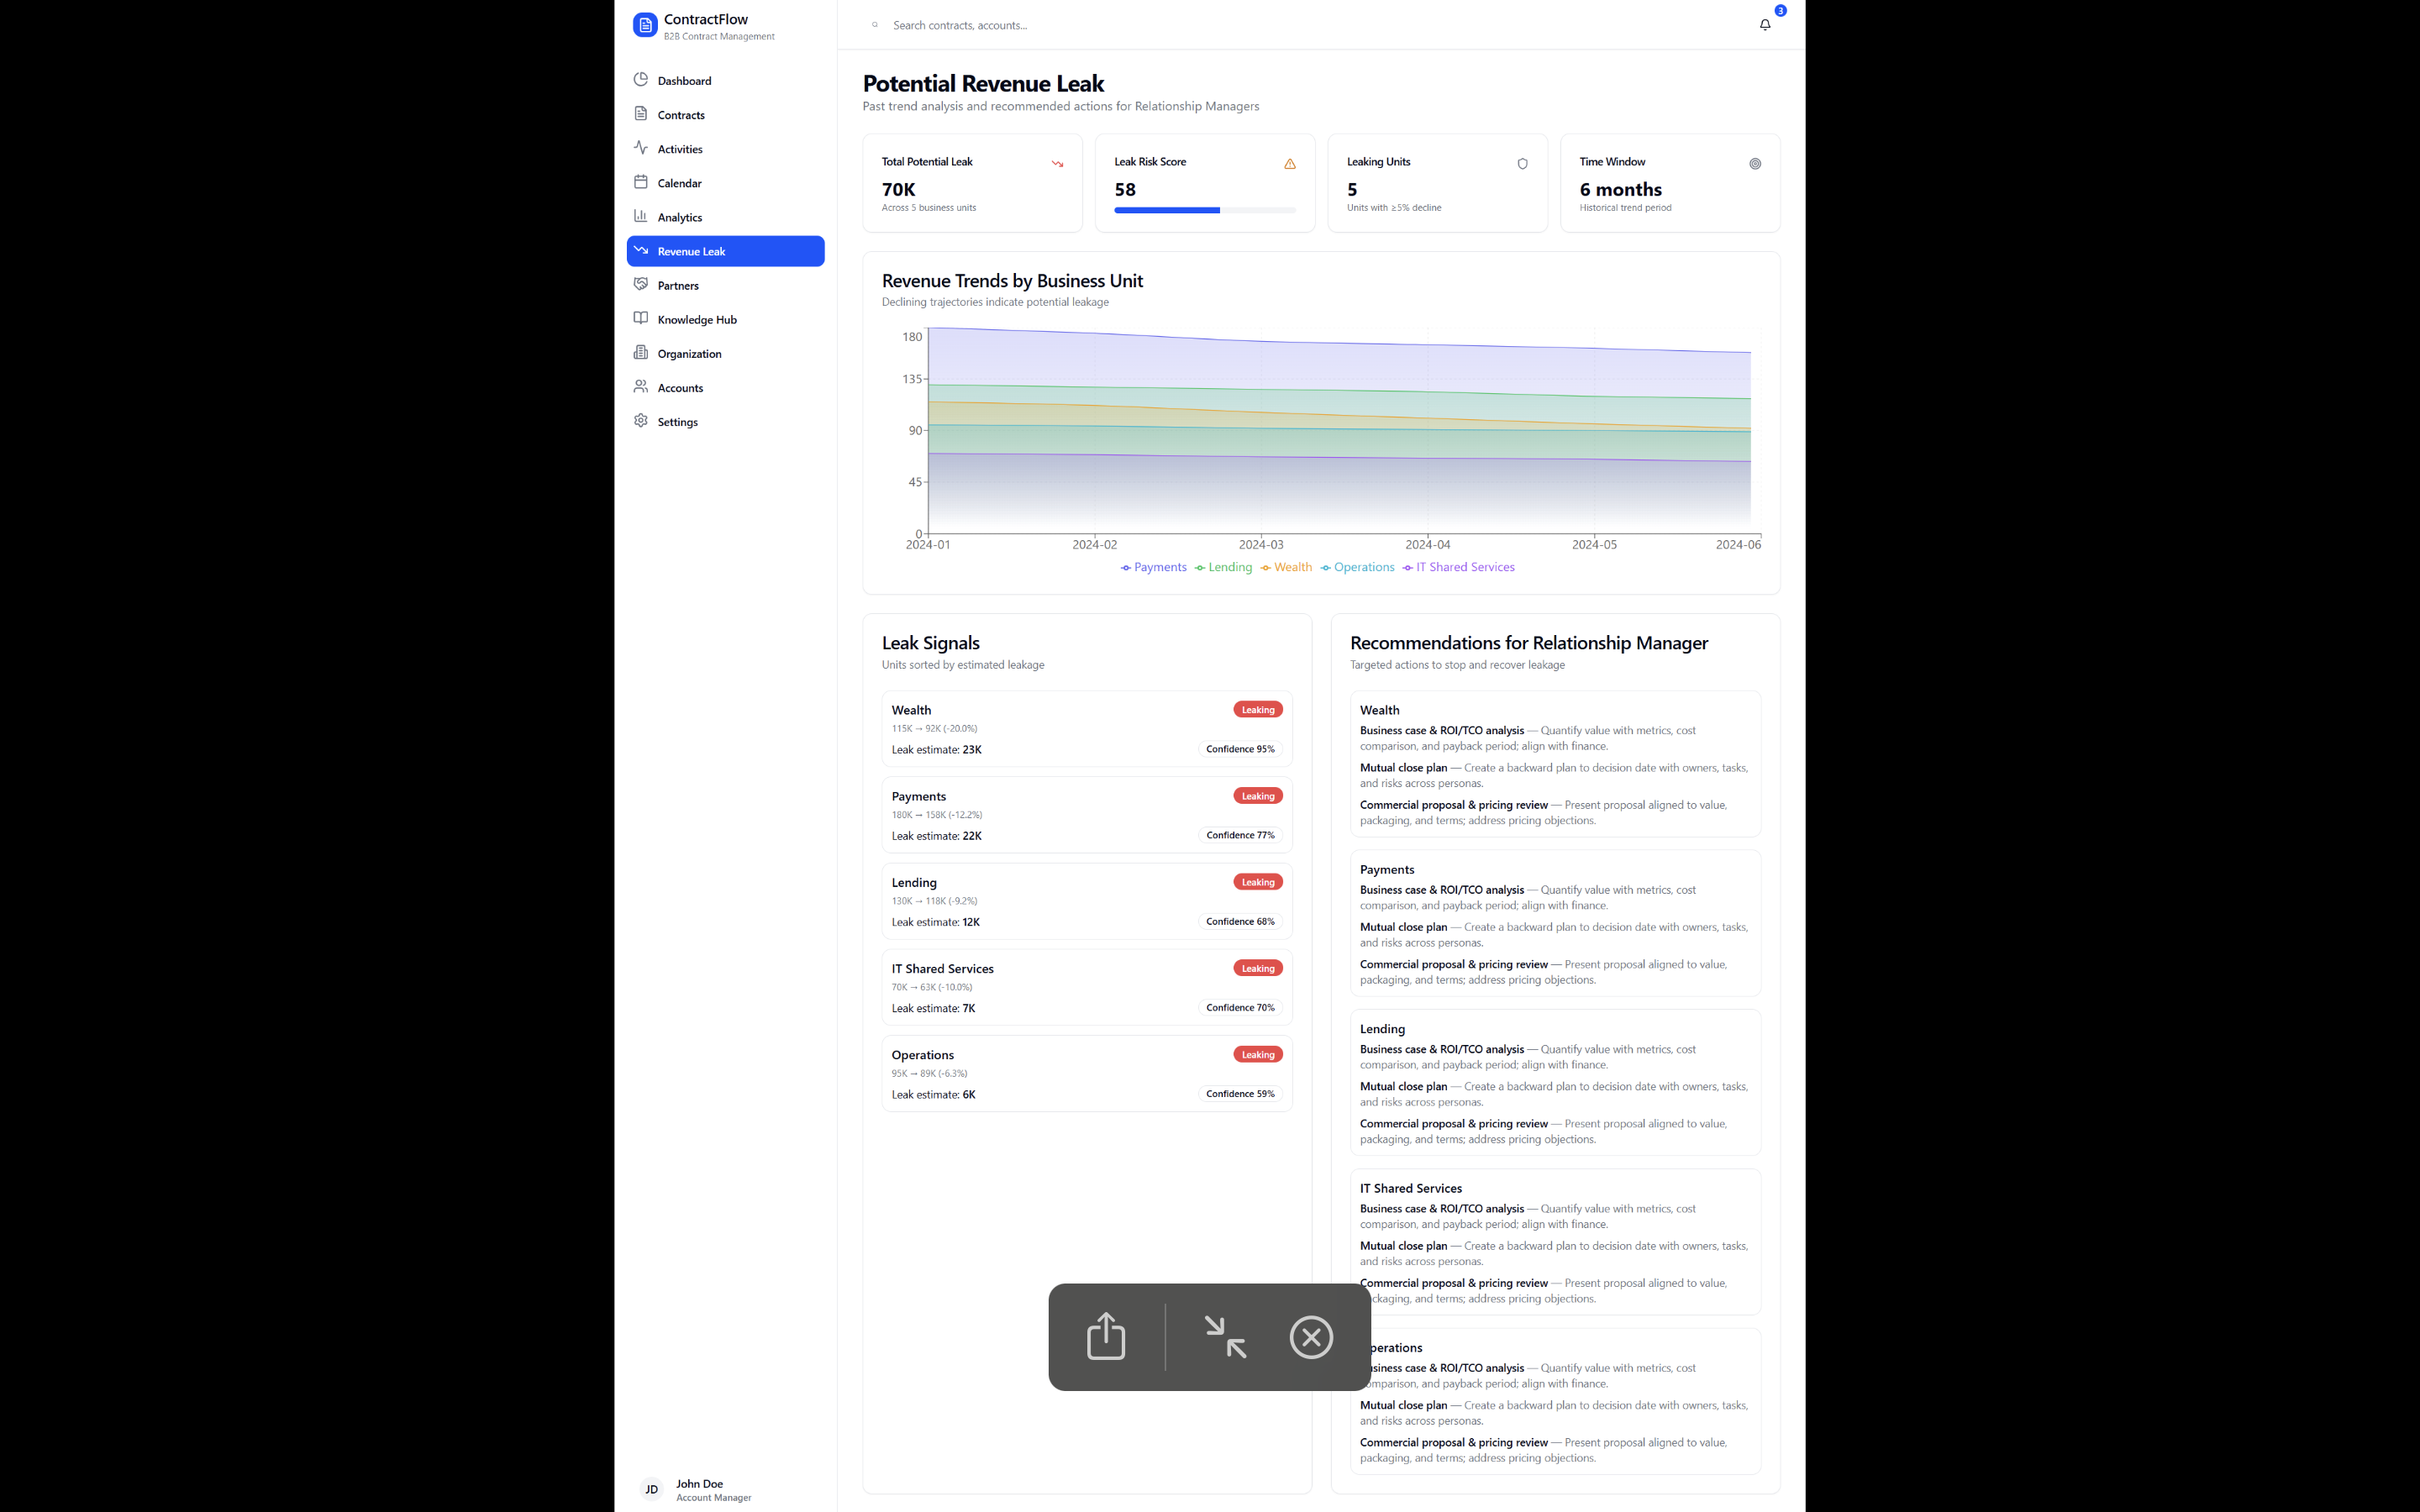 ContractFlow
B2B Contract Management
Dashboard
Contracts
Activities
Calendar
Analytics
Revenue Leak
Partners
Knowledge Hub
Organization
Accounts
Settings
JD
John Doe
Account Manager
Search contracts, accounts...
3
Potential Revenue Leak
Past trend analysis and recommended actions for Relationship Managers
Total Potential Leak
70K
Across 5 business units
Leak Risk Score
58
Leaking Units
5
Units with ≥5% decline
Time Window
6 months
Historical trend period
Revenue Trends by Business Unit
Declining trajectories indicate potential leakage
180
135
90
45
0
2024-01 2024-02 2024-03 2024-04 2024-05 2024-06
Payments Lending Wealth Operations IT Shared Services
Leak Signals
Units sorted by estimated leakage
Wealth Leaking
115K → 92K (-20.0%)
Leak estimate: 23K Confidence 95%
Payments Leaking
180K → 158K (-12.2%)
Leak estimate: 22K Confidence 77%
Lending Leaking
130K → 118K (-9.2%)
Leak estimate: 12K Confidence 68%
IT Shared Services Leaking
70K → 63K (-10.0%)
Leak estimate: 7K Confidence 70%
Operations Leaking
95K → 89K (-6.3%)
Leak estimate: 6K Confidence 59%
Recommendations for Relationship Manager
Targeted actions to stop and recover leakage
Wealth
Business case & ROI/TCO analysis — Quantify value with metrics, cost
comparison, and payback period; align with finance.
Mutual close plan — Create a backward plan to decision date with owners, tasks,
and risks across personas.
Commercial proposal & pricing review — Present proposal aligned to value,
packaging, and terms; address pricing objections.
Payments
Business case & ROI/TCO analysis — Quantify value with metrics, cost
comparison, and payback period; align with finance.
Mutual close plan — Create a backward plan to decision date with owners, tasks,
and risks across personas.
Commercial proposal & pricing review — Present proposal aligned to value,
packaging, and terms; address pricing objections.
Lending
Business case & ROI/TCO analysis — Quantify value with metrics, cost
comparison, and payback period; align with finance.
Mutual close plan — Create a backward plan to decision date with owners, tasks,
and risks across personas.
Commercial proposal & pricing review — Present proposal aligned to value,
packaging, and terms; address pricing objections.
IT Shared Services
Business case & ROI/TCO analysis — Quantify value with metrics, cost
comparison, and payback period; align with finance.
Mutual close plan — Create a backward plan to decision date with owners, tasks,
and risks across personas.
Commercial proposal & pricing review — Present proposal aligned to value,
ckaging, and terms; address pricing objections.
perations
siness case & ROI/TCO analysis — Quantify value with metrics, cost
mparison, and payback period; align with finance.
Mutual close plan — Create a backward plan to decision date with owners, tasks,
and risks across personas.
Commercial proposal & pricing review — Present proposal aligned to value,
packaging, and terms; address pricing objections.